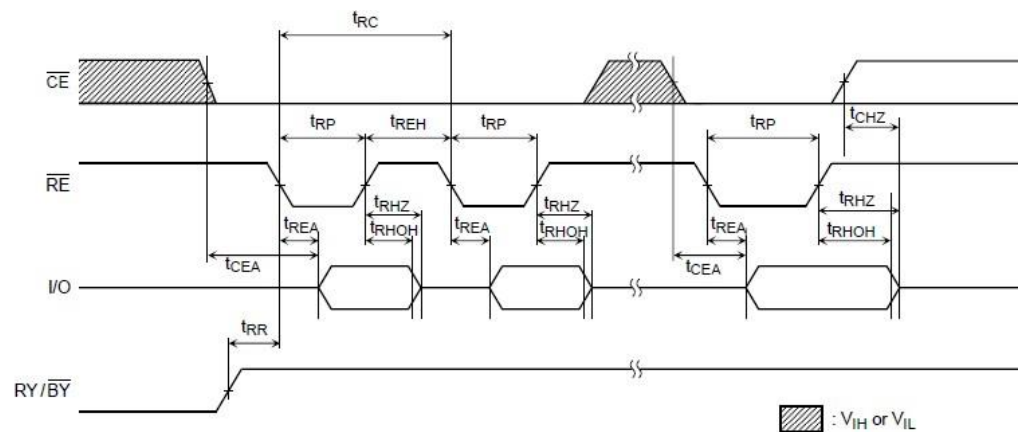 tRC
CE
tRP tREH tRP tRP tCHZ
RE
tREA tRHZ tREA tRHZ tREA tRHZ
tRHOH tRHOH tRHOH
tCEA tCEA
I/O
tRR
RY/BY
: VIH or VIL